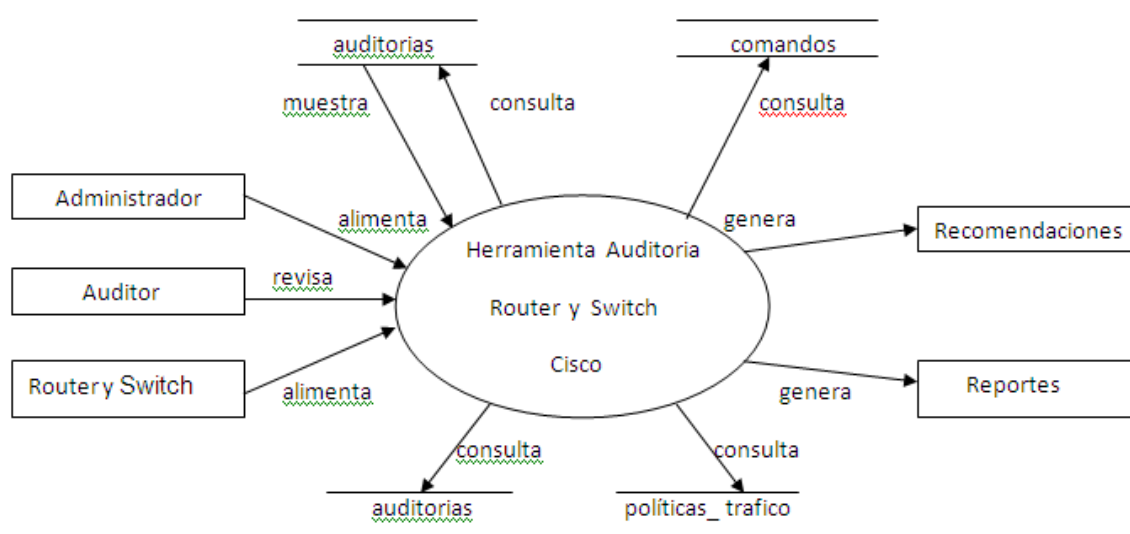 auditorias
comandos
muestra
consulta
consulta
Administrador
alimenta
genera
Recomendaciones
Herramienta Auditoria
Auditor
revisa
Router y Switch
Cisco
Router y Switch
alimenta
genera
Reportes
consulta
consulta
auditorias
políticas_ trafico